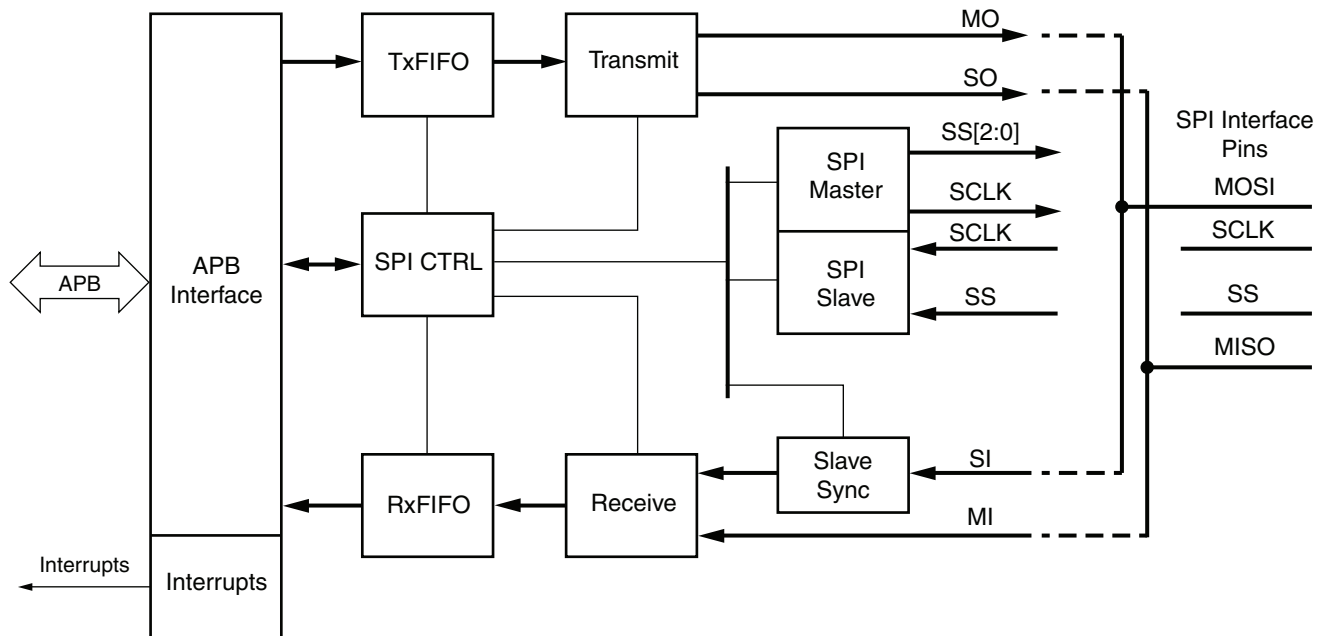 MO
TxFIFO
Transmit
SO
SS[2:0]
SPI Interface
Pins
SPI
Master
MOSI
SCLK
SCLK
SCLK
APB
APB
Interface
SPI CTRL
SPI
Slave
SS
SS
MISO
Slave
Sync
SI
RxFIFO
Receive
MI
Interrupts
Interrupts